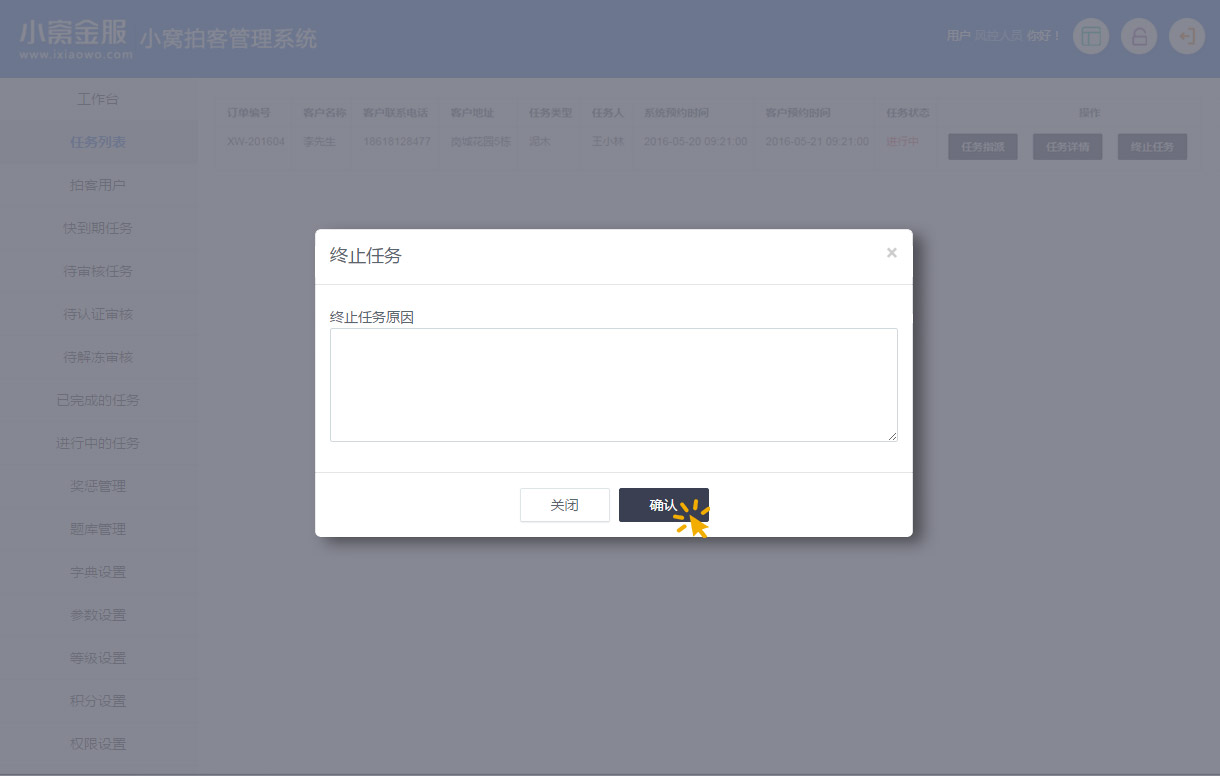 小窝金服
www.ixiaowo.com
小窝拍客管理系统
用户 风控人员 你好！
工作台
任务列表
拍客用户
快到期任务
待审核任务
待认证审核
待解冻审核
已完成的任务
进行中的任务
奖惩管理
题库管理
字典设置
参数设置
等级设置
积分设置
权限设置
订单编号 客户名称 客户联系电话 客户地址 任务类型 任务人 系统预约时间 客户预约时间 任务状态 操作
XW-201604 李先生 18618128477 岗城花园5栋 泥木 王小林 2016-05-20 09:21:00 2016-05-21 09:21:00 进行中 任务详情 终止任务
终止任务
×
终止任务原因
关闭 确认